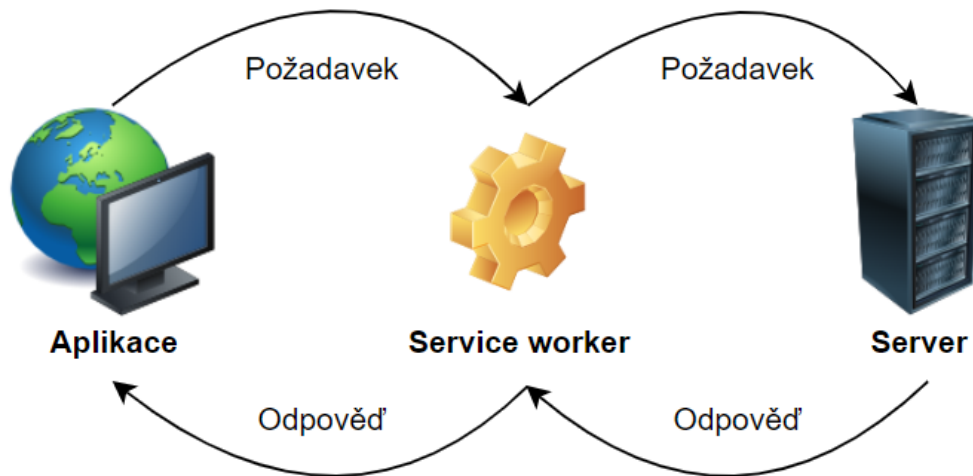 Požadavek
Požadavek
Aplikace
Service worker
Server
Odpověď
Odpověď